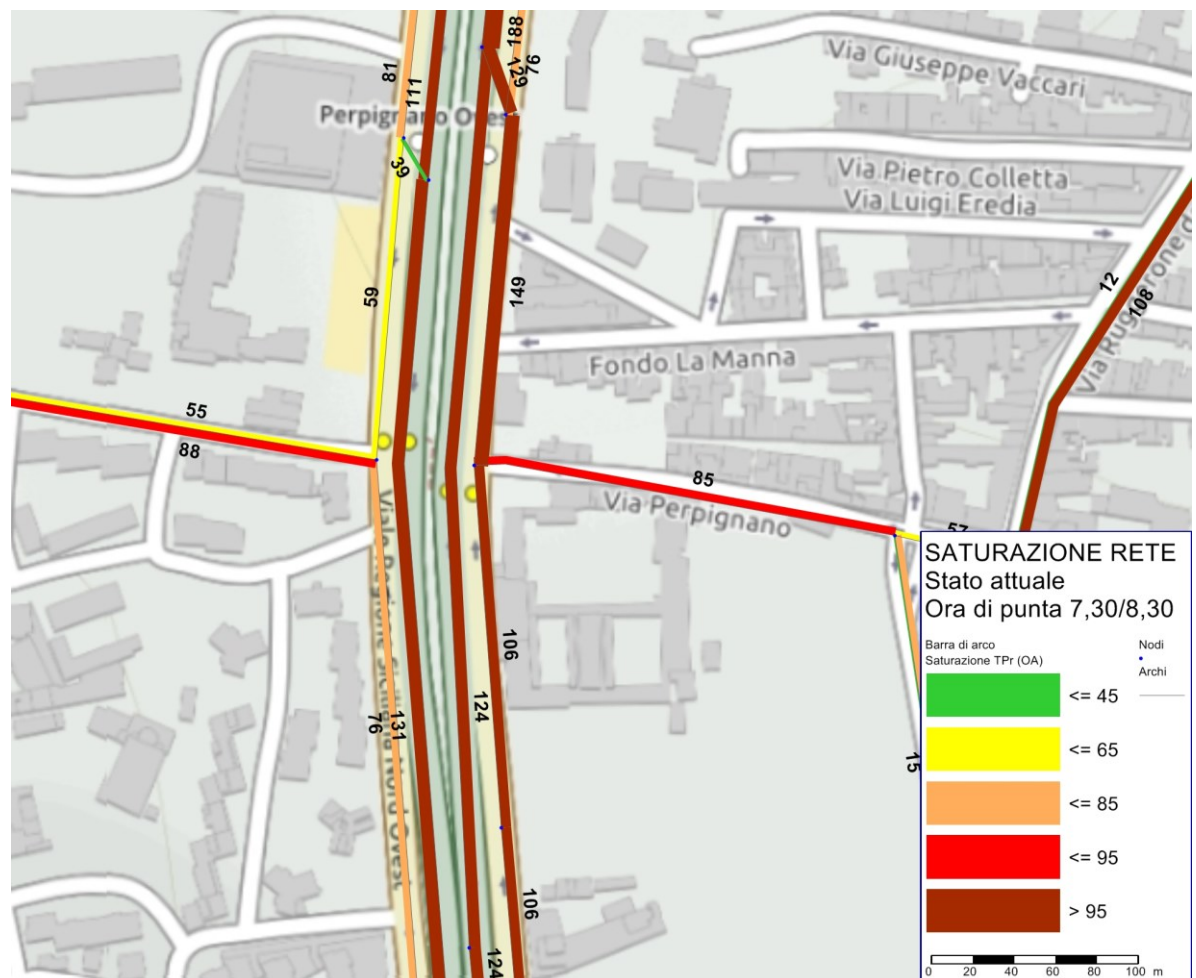 81
111
188
76
129
Via Giuseppe Vaccari
Perpignano Oves
39
Via Pietro Colletta
Via Luigi Eredia
59
149
12
108
Fondo La Manna
55
88
85
Via Perpignano
57
106
131
76
124
15
106
124
SATURAZIONE RETE
Stato attuale
Ora di punta 7,30/8,30
Barra di arco
Saturazione TPr (OA)
Nodi
Archi
<= 45
<= 65
<= 85
<= 95
> 95
0 20 40 60 80 100 m